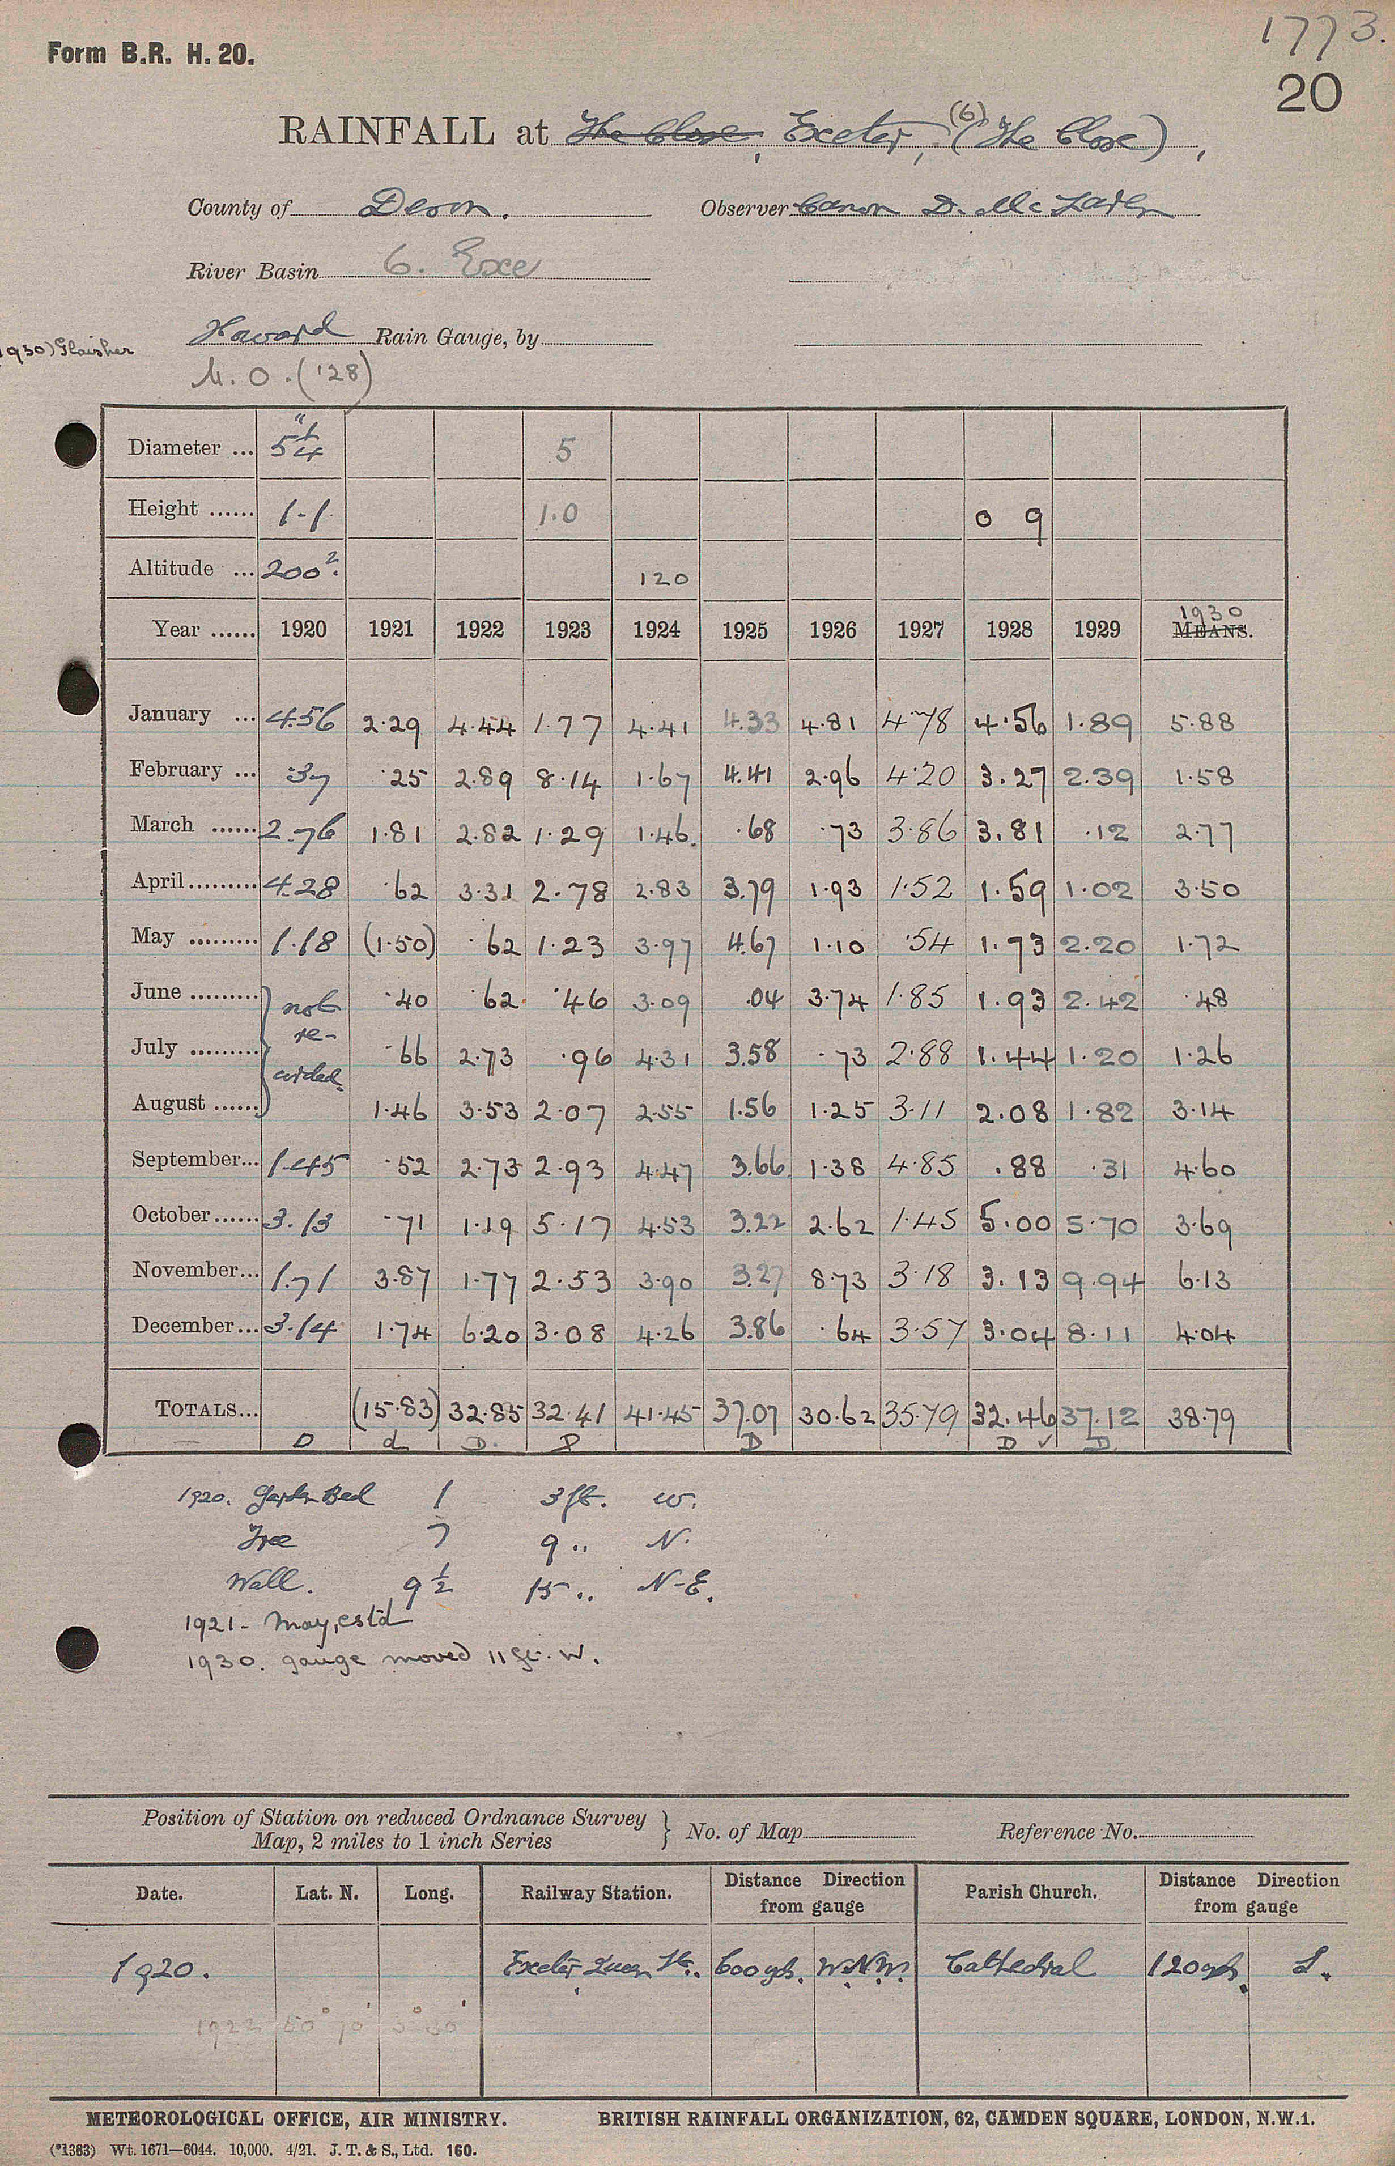 1773.
Form B.R. H. 20.
20
RAINFALL at The Close, Exeter, (6) (The Close),
County of Devon. Observer Canon D. Mc Laren
River Basin 6. Exe
Howard Rain Gauge, by
1930) Glaisher
M.O. ('28)
Diameter ... 5¼" 5
Height ...... 1.1 1.0 0 9
Altitude ... 200². 120
Year ...... 1920 1921 1922 1923 1924 1925 1926 1927 1928 1929 1930 MEANS.
January ... 4.56 2.29 4.44 1.77 4.41 4.33 4.81 4.78 4.56 1.89 5.88
February ... .37 .25 2.89 8.14 1.67 4.41 2.96 4.20 3.27 2.39 1.58
March ...... 2.76 1.81 2.82 1.29 1.46 .68 .73 3.86 3.81 .12 2.77
April ......... 4.28 .62 3.31 2.78 2.83 3.79 1.93 1.52 1.59 1.02 3.50
May ......... 1.18 (1.50) .62 1.23 3.97 4.67 1.10 .54 1.73 2.20 1.72
June ......... } not .40 .62 .46 3.09 .04 3.74 1.85 1.93 2.42 .48
July ......... re- .66 2.73 .96 4.31 3.58 .73 2.88 1.44 1.20 1.26
August ...... corded. 1.46 3.53 2.07 2.55 1.56 1.25 3.11 2.08 1.82 3.14
September... 1.45 .52 2.73 2.93 4.47 3.66 1.38 4.85 .88 .31 4.60
October ...... 3.13 .71 1.19 5.17 4.53 3.22 2.62 1.45 5.00 5.70 3.69
November... 1.71 3.87 1.77 2.53 3.90 3.27 8.73 3.18 3.13 9.94 6.13
December ... 3.14 1.74 6.20 3.08 4.26 3.86 .64 3.57 3.04 8.11 4.04
TOTALS... (15.83) 32.85 32.41 41.45 37.07 30.62 35.79 32.46 37.12 38.79
D d D. D D D ✓ D
1920. Garden Bed 1 3 ft. W.
Tree 7 9 .. N.
Wall. 9½ 15 .. N-E.
1921 - May, estd
1930. gauge moved 11 ft. W.
Position of Station on reduced Ordnance Survey
Map, 2 miles to 1 inch Series } No. of Map Reference No.
Date. Lat. N. Long. Railway Station. Distance Direction from gauge Parish Church. Distance Direction from gauge
1920. Exeter Queen St. 600 yds. W.N.W. Cathedral 120 yds. S.
1922 50° 70' 3° 30'
METEOROLOGICAL OFFICE, AIR MINISTRY. BRITISH RAINFALL ORGANIZATION, 62, CAMDEN SQUARE, LONDON, N.W.1.
(*1383) Wt. 1671—6044. 10,000. 4/21. J. T. & S., Ltd. 160.